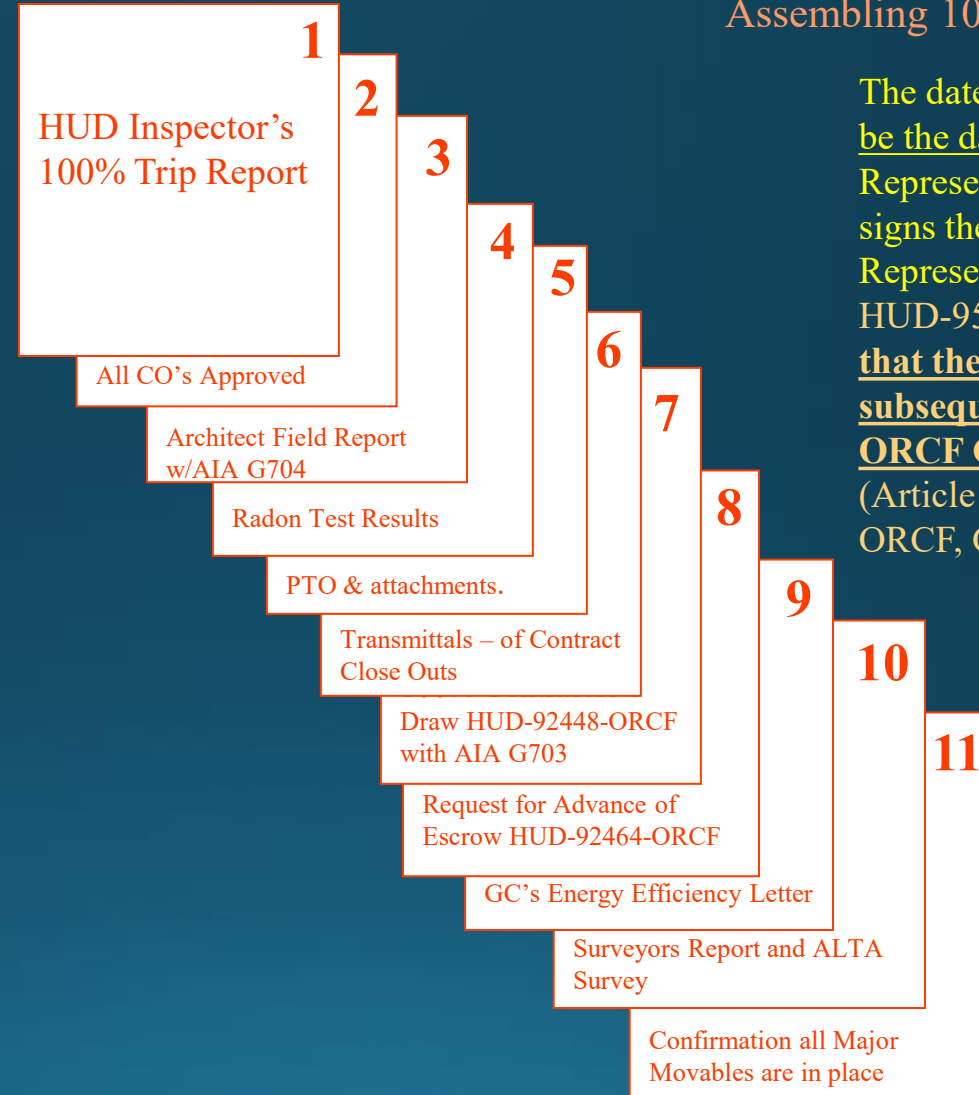 Assembling 10
The date
be the da
Represe
signs the
Represe
HUD-95
that the
subsequ
ORCF
(Article
ORCF,
1
HUD Inspector's
100% Trip Report
2
All CO's Approved
3
Architect Field Report
w/AIA G704
4
Radon Test Results
5
PTO & attachments.
6
Transmittals – of Contract
Close Outs
7
Draw HUD-92448-ORCF
with AIA G703
8
Request for Advance of
Escrow HUD-92464-ORCF
9
GC's Energy Efficiency Letter
10
Surveyors Report and ALTA
Survey
11
Confirmation all Major
Movables are in place